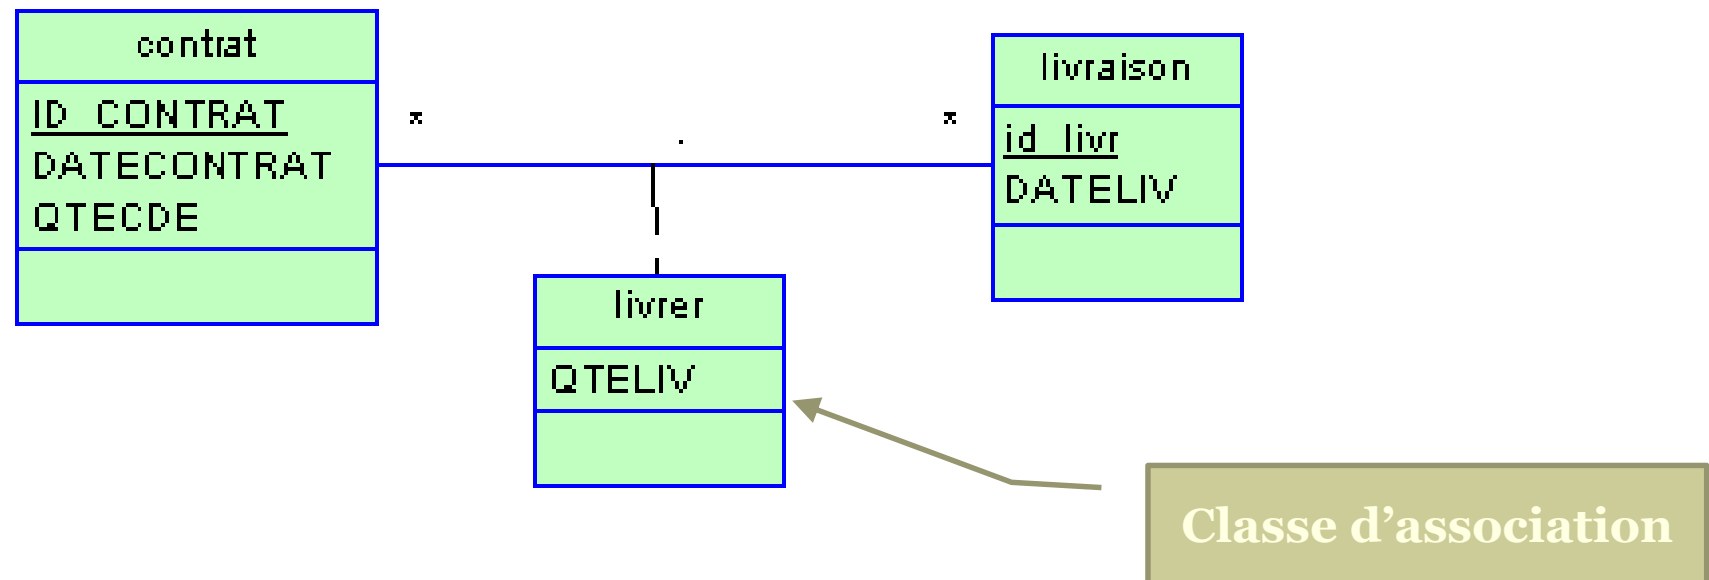 contrat
ID_CONTRAT
DATECONTRAT
QTECDE
*
*
livraison
id_livr
DATELIV
livrer
QTELIV
Classe d’association